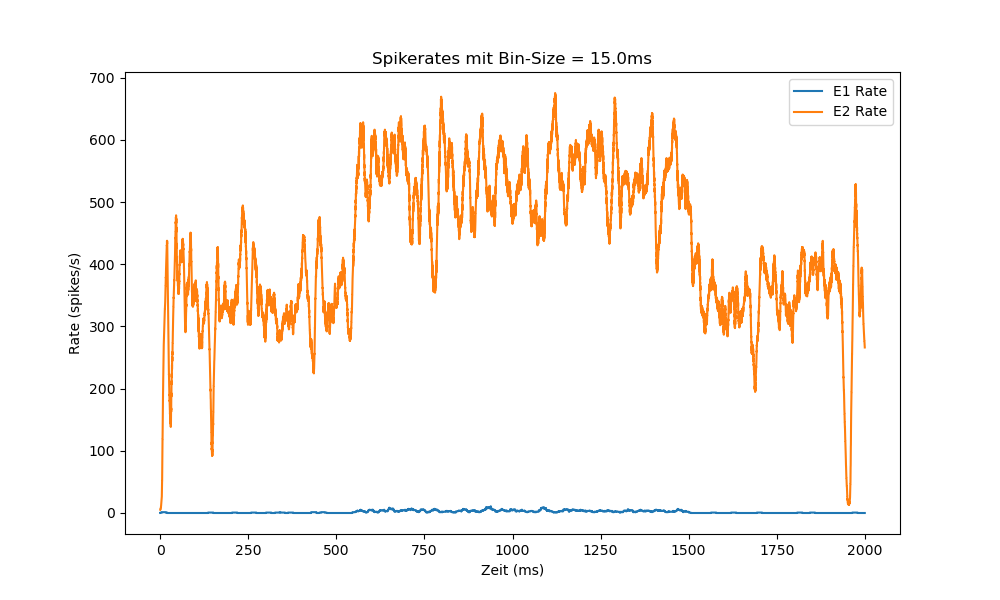 Spikerates mit Bin-Size = 15.0ms
E1 Rate
E2 Rate
700
600
500
400
300
200
100
0
Rate (spikes/s)
0 250 500 750 1000 1250 1500 1750 2000
Zeit (ms)